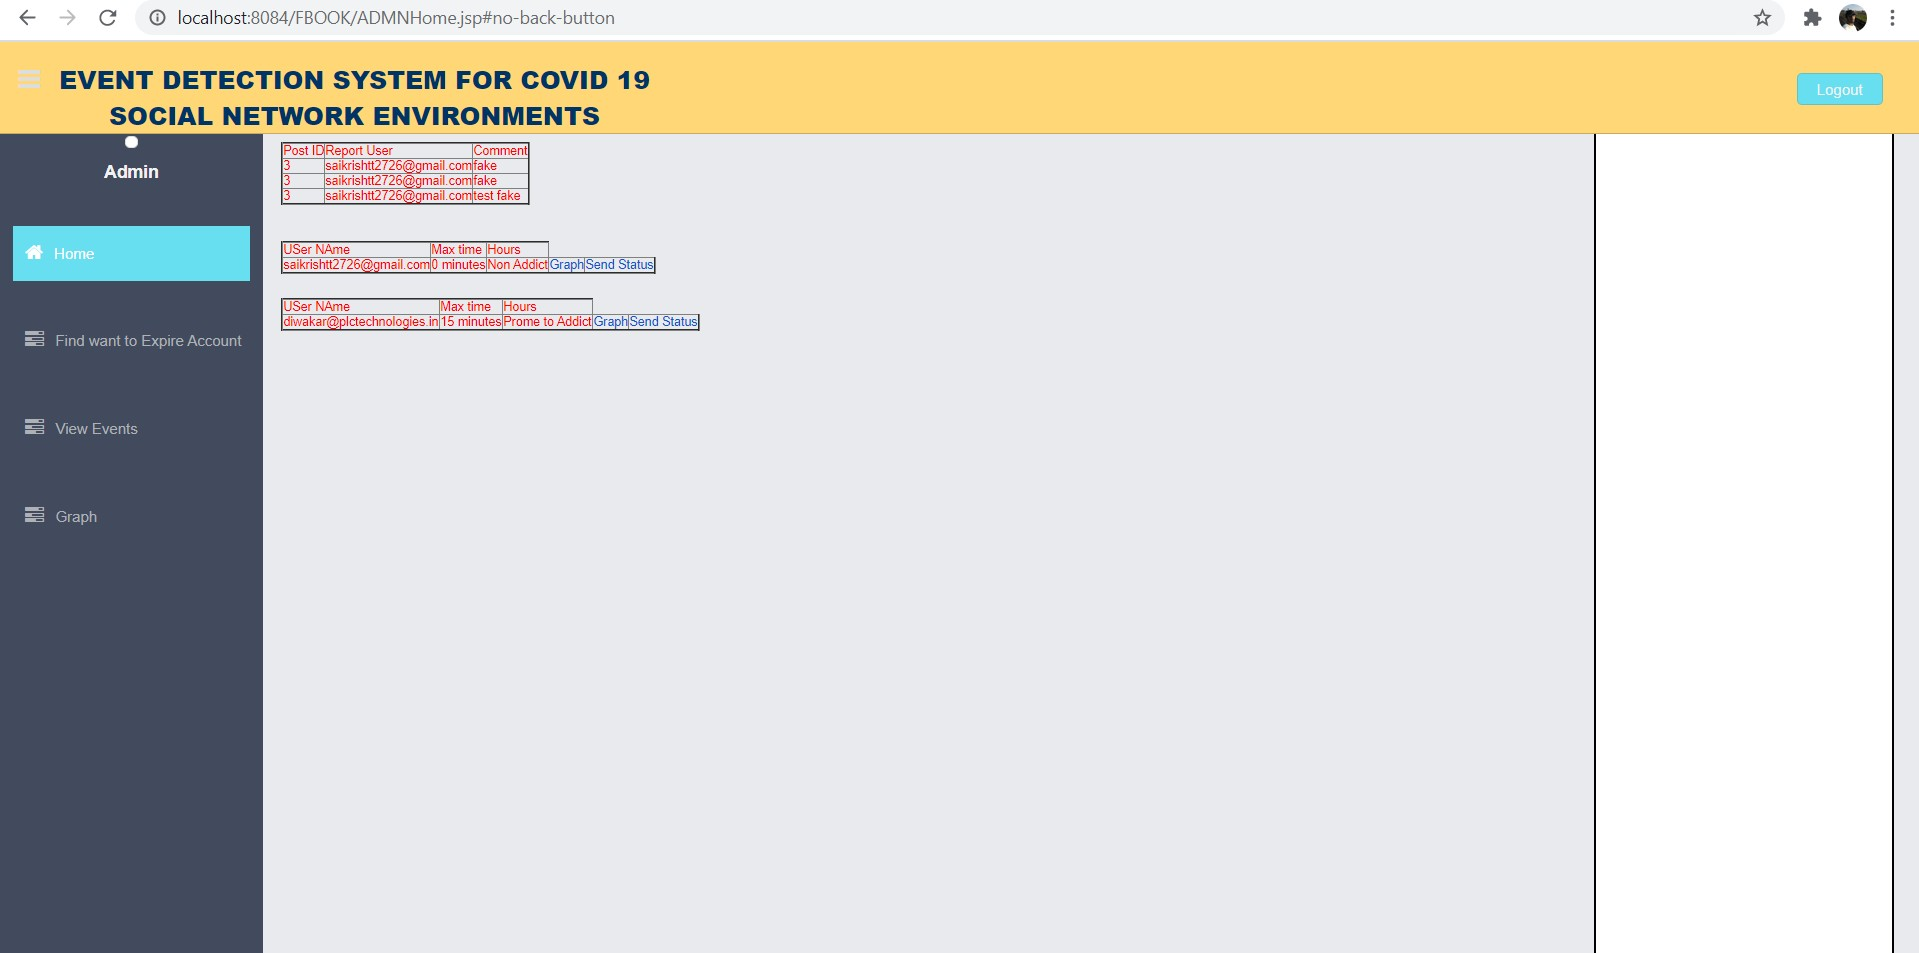 localhost:8084/FBOOK/ADMNHome.jsp#no-back-button
EVENT DETECTION SYSTEM FOR COVID 19
SOCIAL NETWORK ENVIRONMENTS
Logout
Admin
Home
Find want to Expire Account
View Events
Graph
Post ID Report User Comment
3 saikrishtt2726@gmail.com fake
3 saikrishtt2726@gmail.com fake
3 saikrishtt2726@gmail.com test fake
USer NAme Max time Hours
saikrishtt2726@gmail.com 0 minutes Non Addict Graph Send Status
USer NAme Max time Hours
diwakar@plctechnologies.in 15 minutes Prome to Addict Graph Send Status